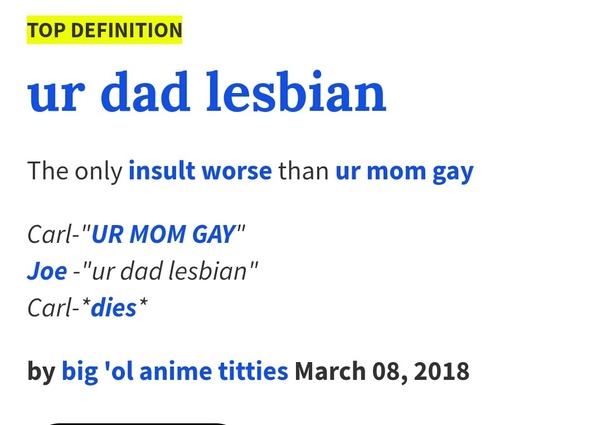 TOP DEFINITION
ur dad lesbian
The only insult worse than ur mom gay
Carl-"UR MOM GAY"
Joe -"ur dad lesbian"
Carl-*dies*
by big 'ol anime titties March 08, 2018